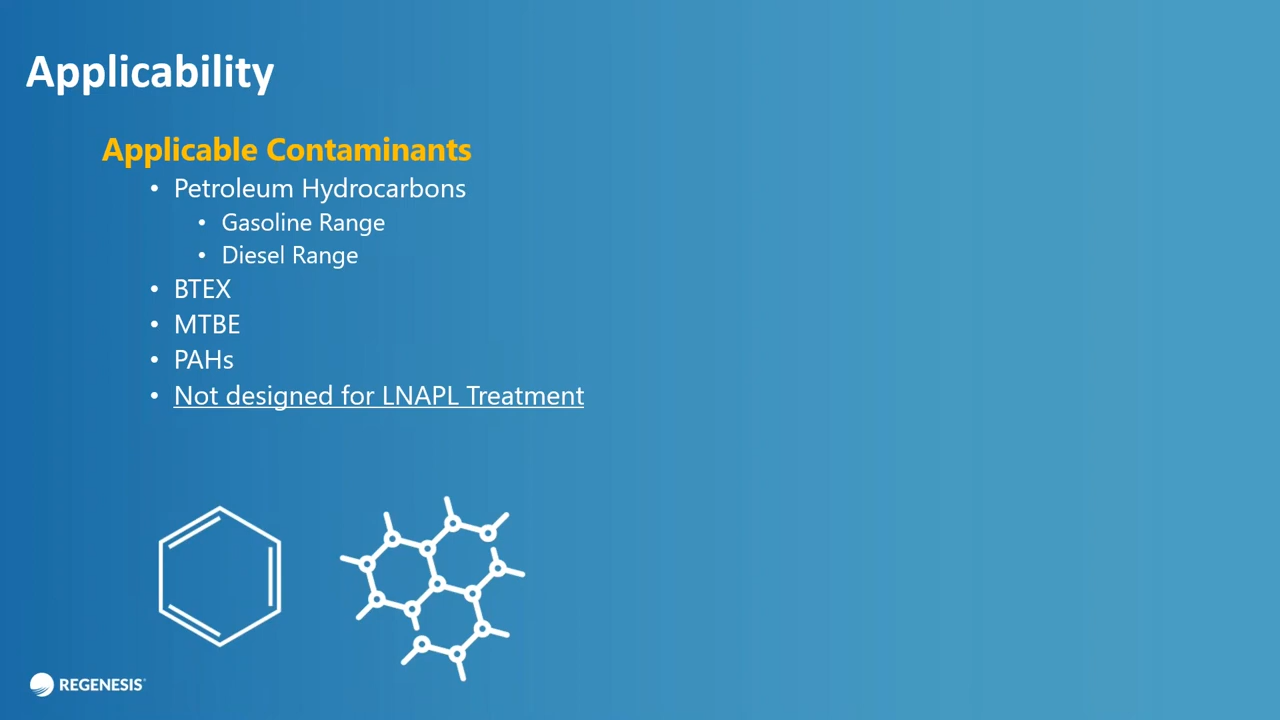 Applicability
Applicable Contaminants
• Petroleum Hydrocarbons
• Gasoline Range
• Diesel Range
• BTEX
• MTBE
• PAHs
• Not designed for LNAPL Treatment
REGENESIS